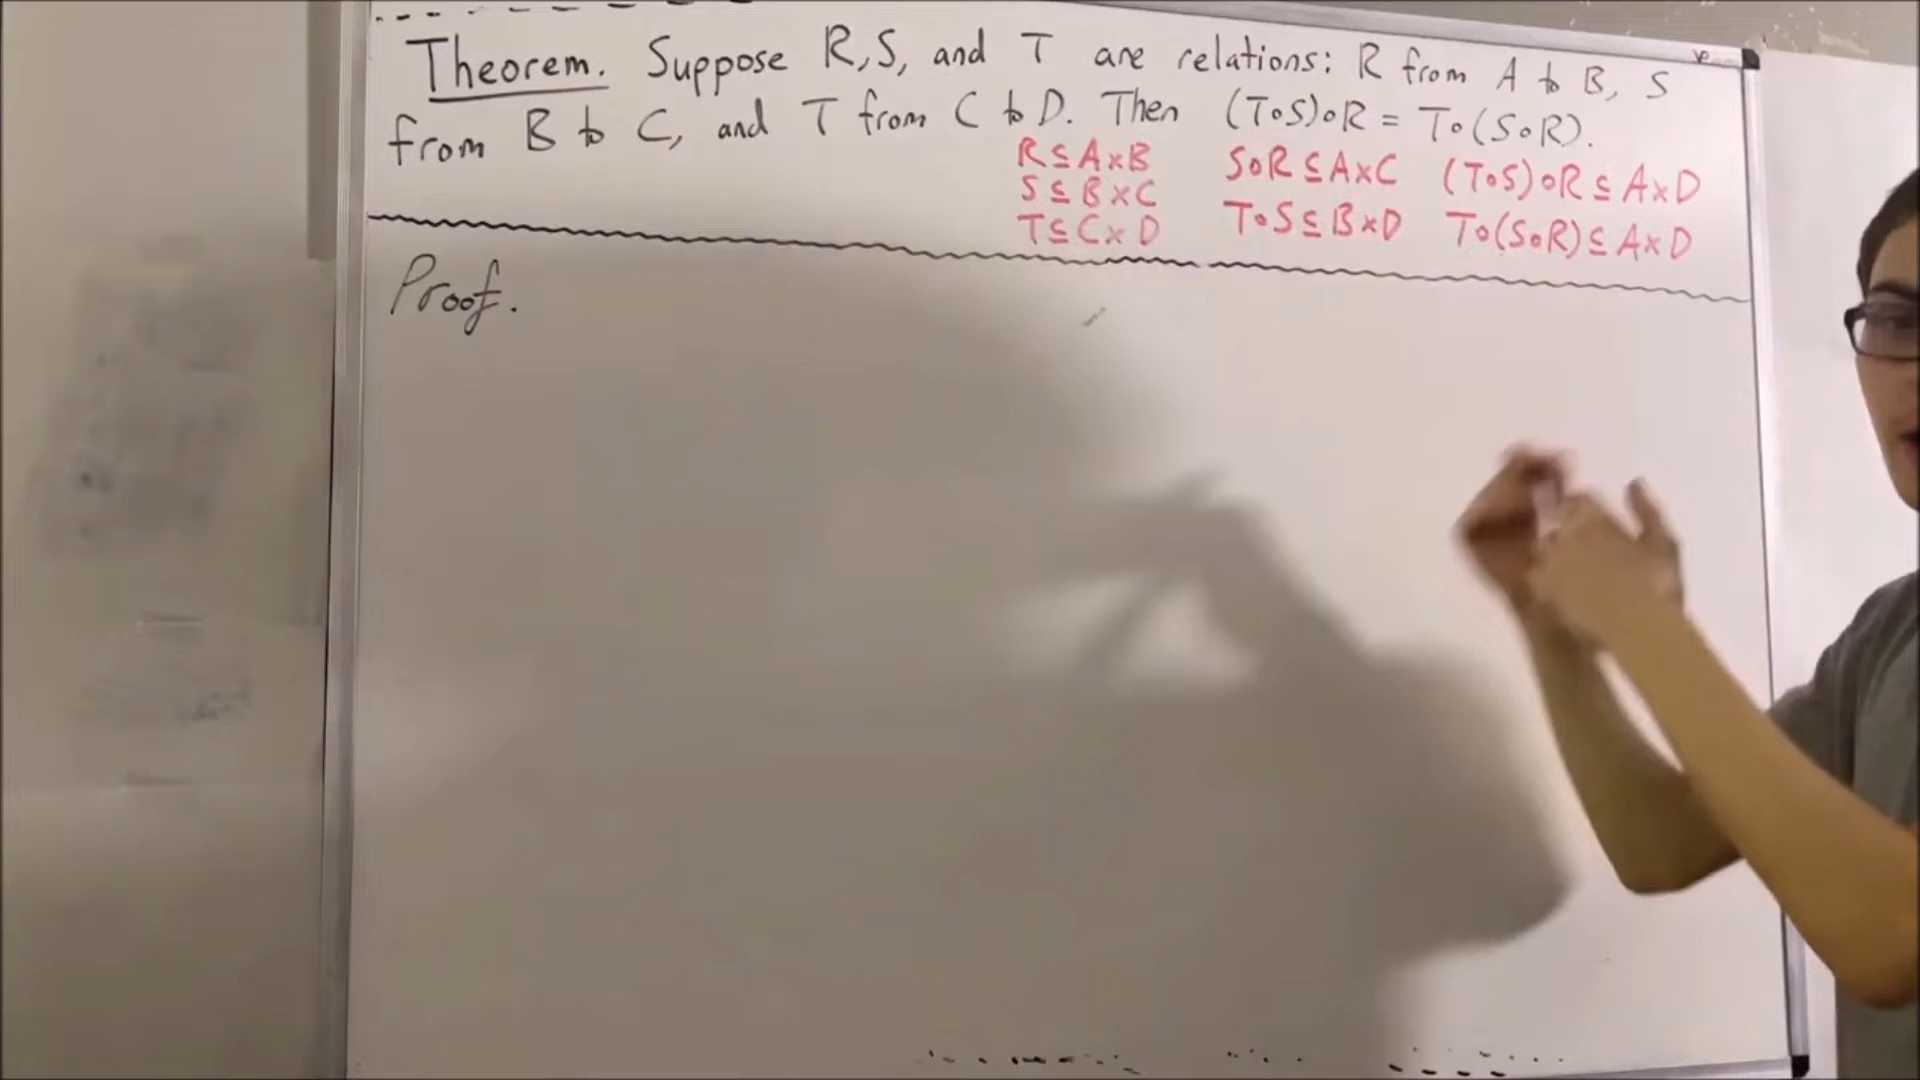 Theorem. Suppose R, S, and T are relations: R from A to B, S
from B to C, and T from C to D. Then (T∘S)∘R = T∘(S∘R).
R ⊆ A×B
S ⊆ B×C
T ⊆ C×D
S∘R ⊆ A×C
T∘S ⊆ B×D
(T∘S)∘R ⊆ A×D
T∘(S∘R) ⊆ A×D
Proof.